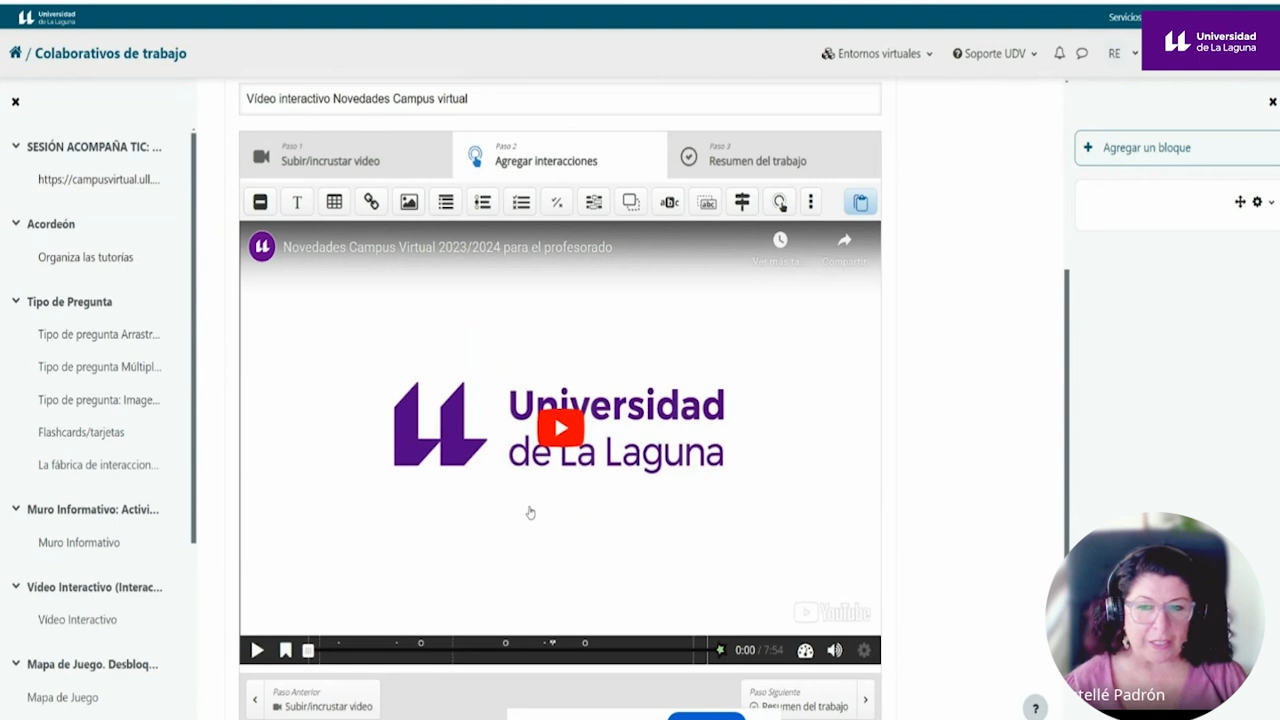 Universidad
de La Laguna
Servicios
Universidad
de La Laguna
/ Colaborativos de trabajo
Entornos virtuales
Soporte UDV
RE
SESIÓN ACOMPAÑA TIC: ...
https://campusvirtual.ull....
Acordeón
Organiza las tutorías
Tipo de Pregunta
Tipo de pregunta Arrastr...
Tipo de pregunta Múltipl...
Tipo de pregunta: Image...
Flashcards/tarjetas
La fábrica de interaccion...
Muro Informativo: Activi...
Muro Informativo
Vídeo Interactivo (Interac...
Vídeo Interactivo
Mapa de Juego. Desbloq...
Mapa de Juego
Vídeo interactivo Novedades Campus virtual
Paso 1
Subir/incrustar video
Paso 2
Agregar interacciones
Paso 3
Resumen del trabajo
T
abc
abc
Novedades Campus Virtual 2023/2024 para el profesorado
Ver más ta...
Compartir
Universidad
de La Laguna
YouTube
0:00 / 7:54
Paso Anterior
Subir/incrustar video
Paso Siguiente
Resumen del trabajo
Agregar un bloque
Padrón
?